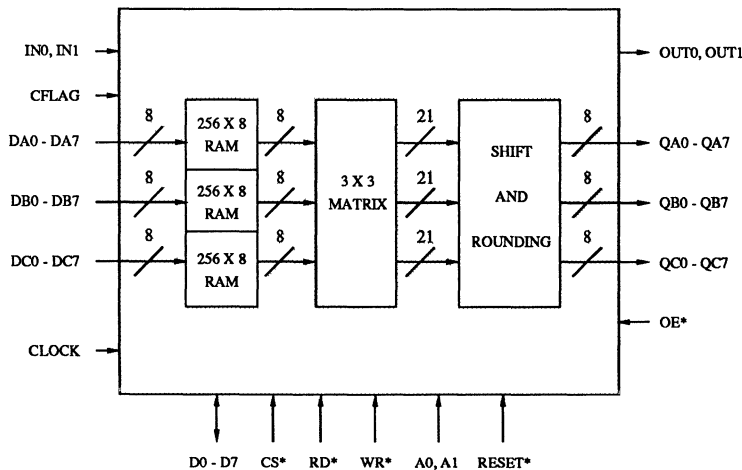 IN0, IN1
OUT0, OUT1
CFLAG
8
8
21
8
DA0 - DA7
256 X 8
RAM
QA0 - QA7
8
8
21
8
DB0 - DB7
256 X 8
RAM
3 X 3
MATRIX
SHIFT
AND
ROUNDING
QB0 - QB7
8
8
21
8
DC0 - DC7
256 X 8
RAM
QC0 - QC7
OE*
CLOCK
D0 - D7 CS* RD* WR* A0, A1 RESET*